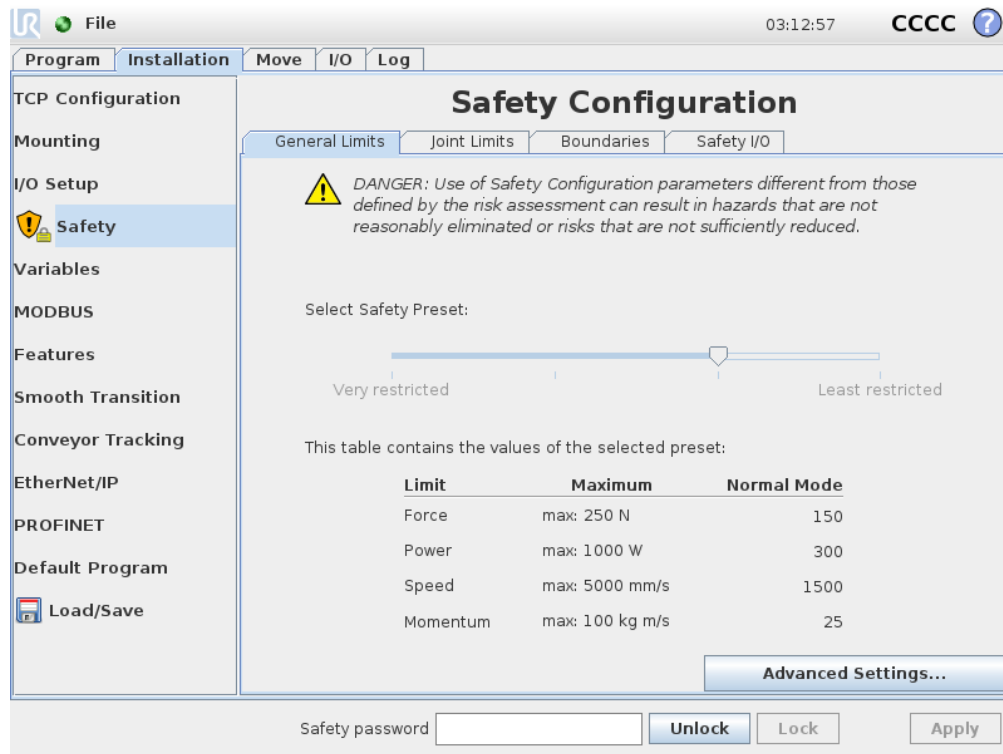 UR File 03:12:57 CCCC ?
Program Installation Move I/O Log
TCP Configuration
Mounting
I/O Setup
Safety
Variables
MODBUS
Features
Smooth Transition
Conveyor Tracking
EtherNet/IP
PROFINET
Default Program
Load/Save
Safety Configuration
General Limits Joint Limits Boundaries Safety I/O
DANGER: Use of Safety Configuration parameters different from those
defined by the risk assessment can result in hazards that are not
reasonably eliminated or risks that are not sufficiently reduced.
Select Safety Preset:
Very restricted Least restricted
This table contains the values of the selected preset:
Limit Maximum Normal Mode
Force max: 250 N 150
Power max: 1000 W 300
Speed max: 5000 mm/s 1500
Momentum max: 100 kg m/s 25
Advanced Settings...
Safety password Unlock Lock Apply